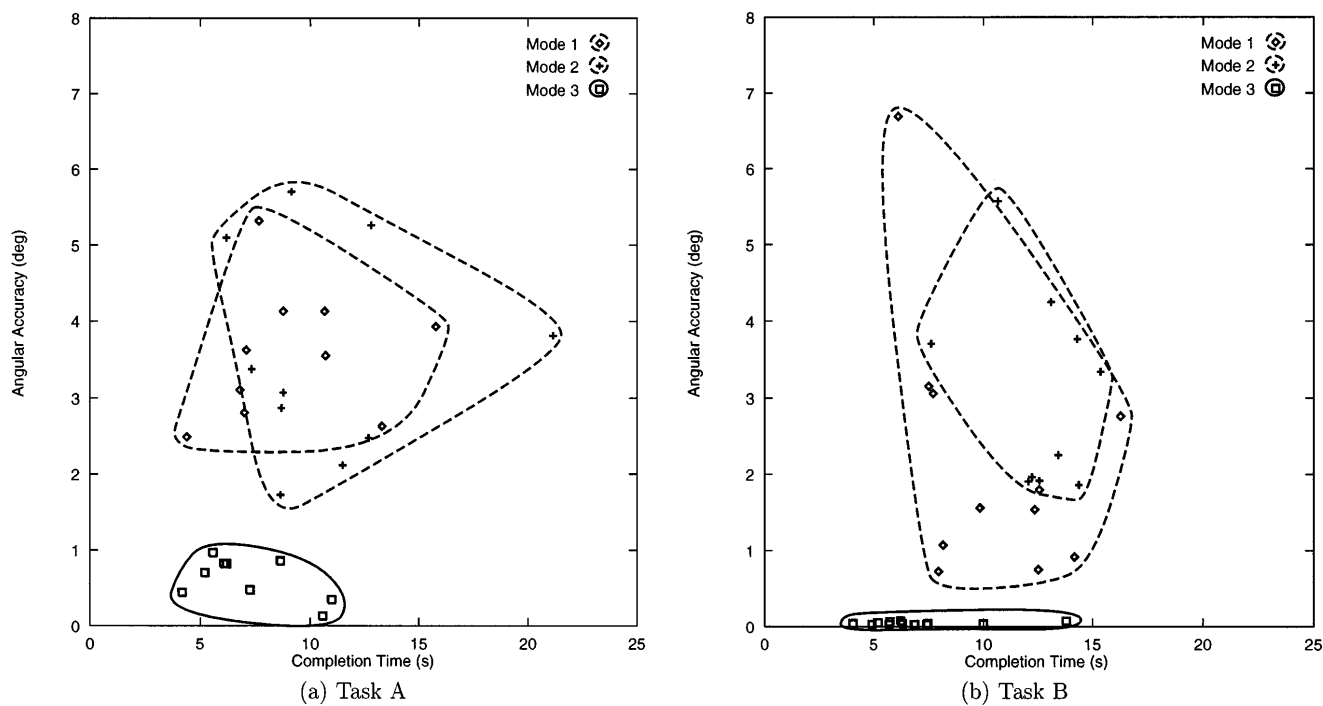 8
7
6
5
4
3
2
1
0
Angular Accuracy (deg)
Mode 1
Mode 2
Mode 3
0 5 10 15 20 25
Completion Time (s)
(a) Task A
8
7
6
5
4
3
2
1
0
Angular Accuracy (deg)
Mode 1
Mode 2
Mode 3
0 5 10 15 20 25
Completion Time (s)
(b) Task B